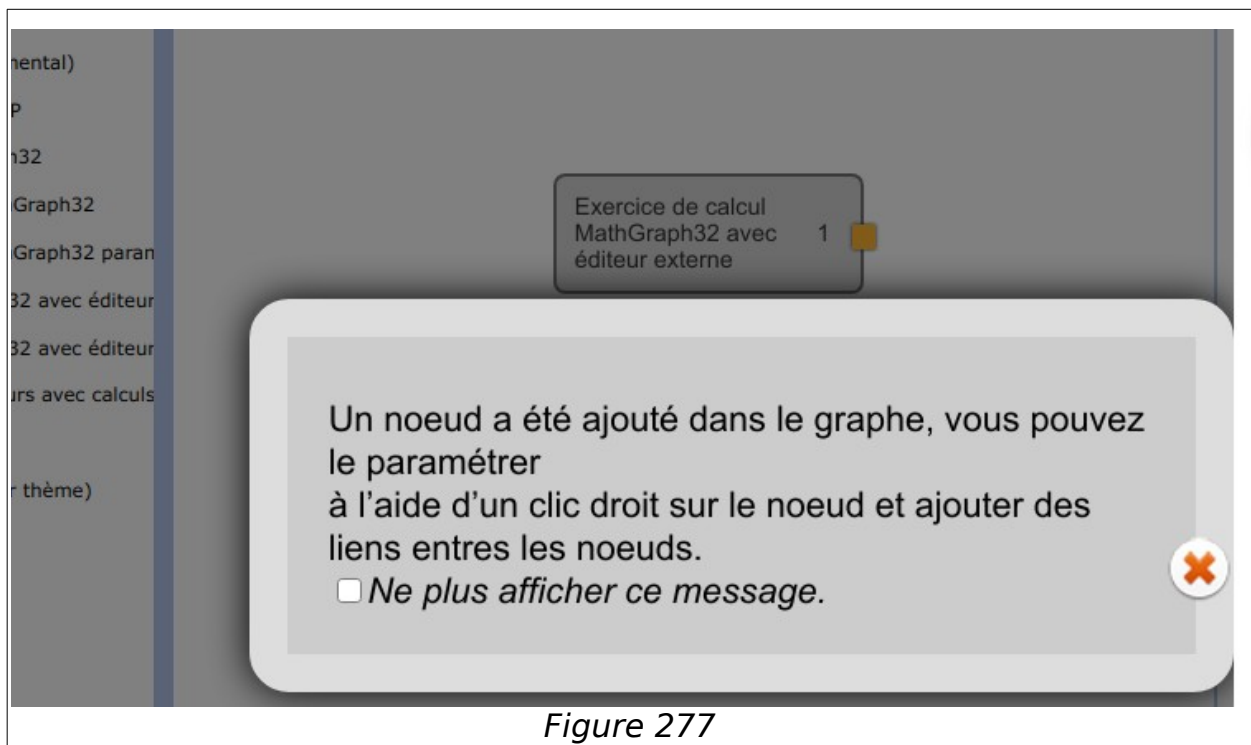 nental)
P
h32
Graph32
Graph32 paran
32 avec éditeur
32 avec éditeur
urs avec calculs
r thème)
Exercice de calcul
MathGraph32 avec
éditeur externe
1
Un noeud a été ajouté dans le graphe, vous pouvez
le paramétrer
à l’aide d’un clic droit sur le noeud et ajouter des
liens entres les noeuds.
Ne plus afficher ce message.
Figure 277